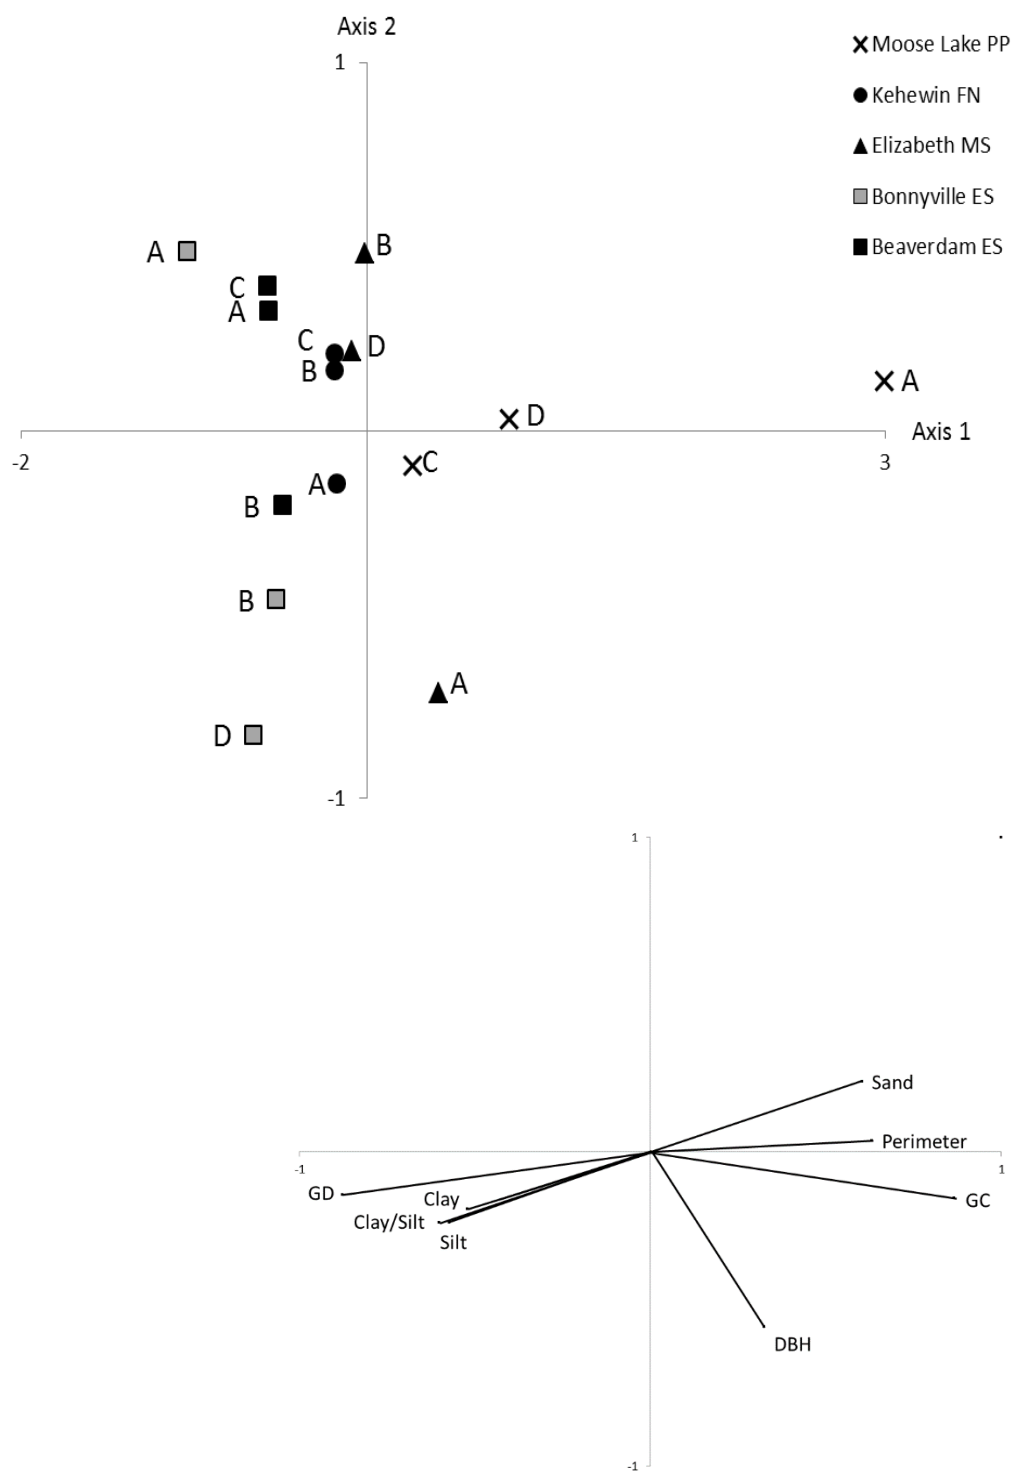 Axis 2
1
Moose Lake PP
Kehewin FN
Elizabeth MS
Bonnyville ES
Beaverdam ES
A
B
C
A
C
D
B
A
D
Axis 1
-2
3
C
A
B
B
A
D
-1
1
Sand
Perimeter
-1
1
GD
Clay
GC
Clay/Silt
Silt
DBH
-1